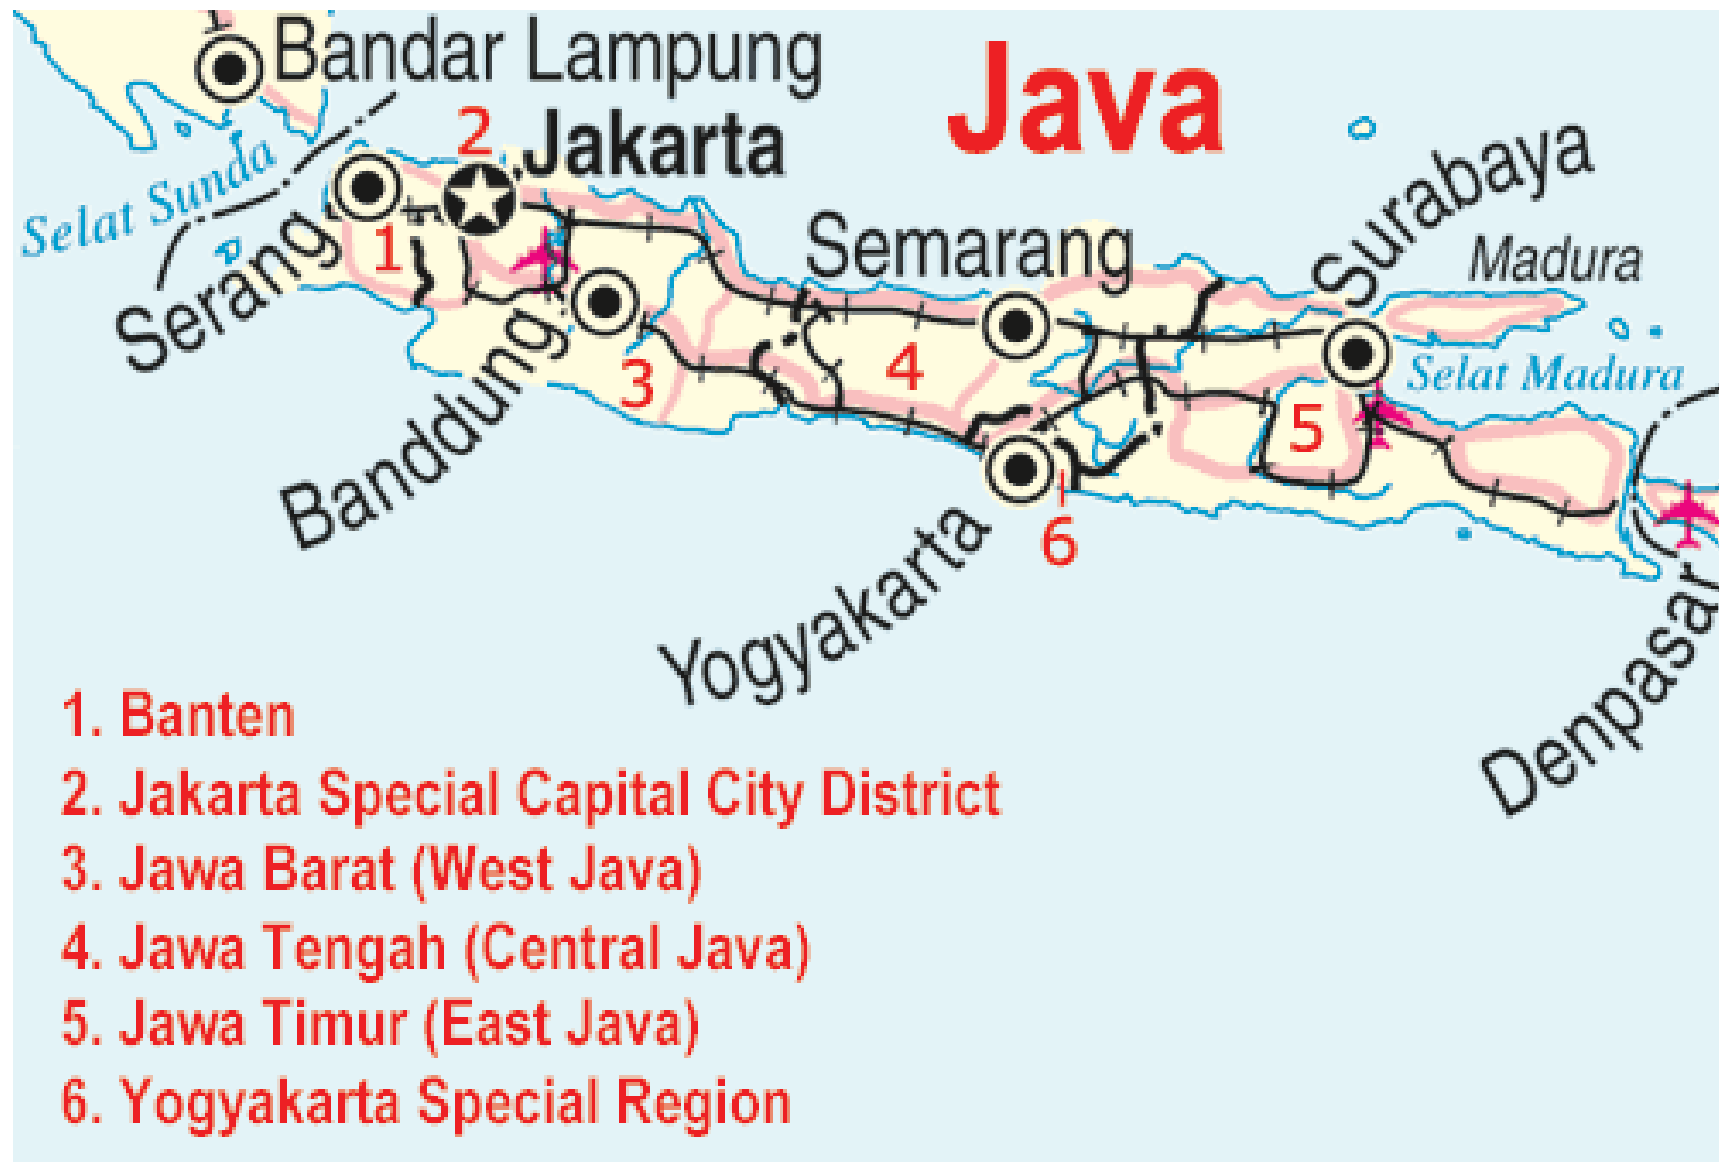 Bandar Lampung
Java
2
Jakarta
Surabaya
Selat Sunda
Semarang
Madura
1
Serang
Banddung
3
4
Selat Madura
5
Yogyakarta
6
Denpasar
1. Banten
2. Jakarta Special Capital City District
3. Jawa Barat (West Java)
4. Jawa Tengah (Central Java)
5. Jawa Timur (East Java)
6. Yogyakarta Special Region